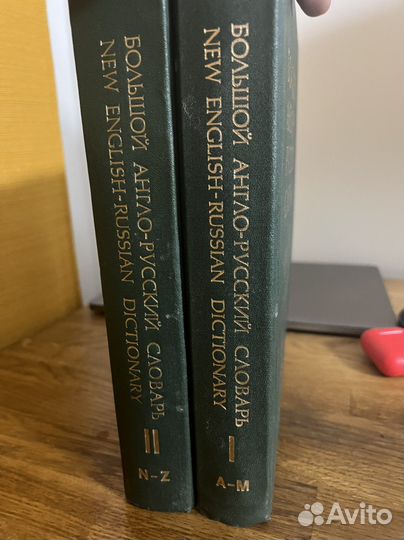 БОЛЬШОЙ АНГЛО-РУССКИЙ СЛОВАРЬ
NEW ENGLISH-RUSSIAN DICTIONARY
II
N-Z
БОЛЬШОЙ АНГЛО-РУССКИЙ СЛОВАРЬ
NEW ENGLISH-RUSSIAN DICTIONARY
I
A-M
Avito